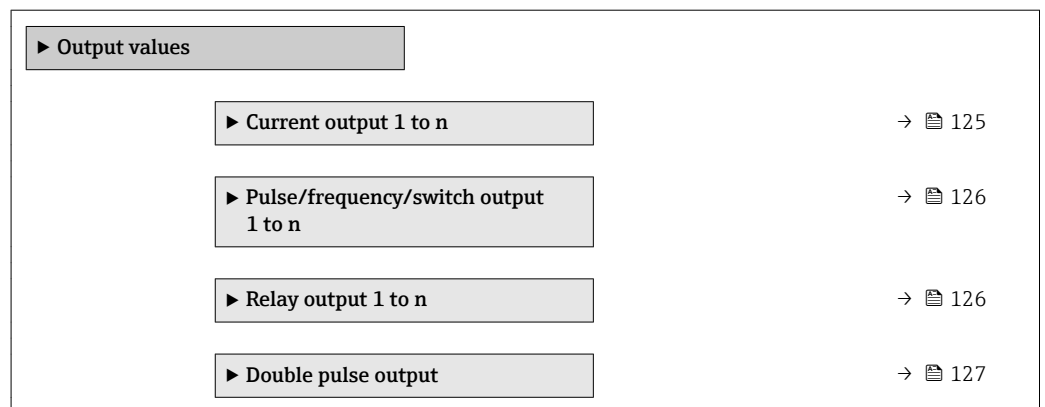 ▶ Output values
▶ Current output 1 to n → 125
▶ Pulse/frequency/switch output
1 to n → 126
▶ Relay output 1 to n → 126
▶ Double pulse output → 127